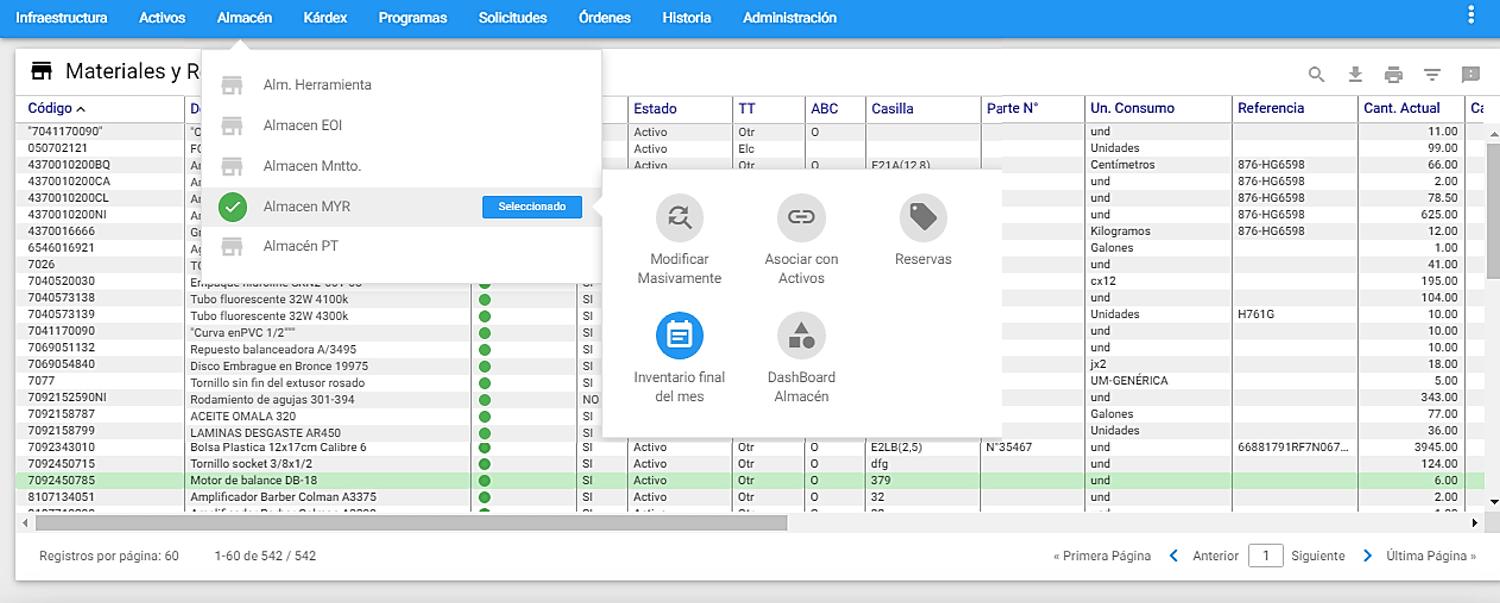 Infraestructura Activos Almacén Kárdex Programas Solicitudes Órdenes Historia Administración
Materiales y R
Alm. Herramienta
Almacen EOI
Almacen Mntto.
Almacen MYR Seleccionado
Almacén PT
Modificar Masivamente
Asociar con Activos
Reservas
Inventario final del mes
DashBoard Almacén
Código Estado TT ABC Casilla Parte N° Un. Consumo Referencia Cant. Actual
"7041170090" Activo Otr O und 11.00
050702121 Activo Elc Unidades 99.00
4370010200BQ Activo Otr O E21A(12,8) Centímetros 876-HG6598 66.00
4370010200CA und 876-HG6598 2.00
4370010200CL und 876-HG6598 78.50
4370010200NI und 876-HG6598 625.00
4370016666 Kilogramos 876-HG6598 12.00
6546016921 Galones 1.00
7026 und 41.00
7040520030 cx12 195.00
7040573138 Tubo fluorescente 32W 4100k SI und 104.00
7040573139 Tubo fluorescente 32W 4300k SI Unidades H761G 10.00
7041170090 "Curva enPVC 1/2""" SI und 10.00
7069051132 Repuesto balanceadora A/3495 SI und 10.00
7069054840 Disco Embrague en Bronce 19975 SI jx2 18.00
7077 Tornillo sin fin del extusor rosado SI UM-GENÉRICA 5.00
7092152590NI Rodamiento de agujas 301-394 NO und 343.00
7092158787 ACEITE OMALA 320 SI Galones 77.00
7092158799 LAMINAS DESGASTE AR450 SI Unidades 36.00
7092343010 Bolsa Plastica 12x17cm Calibre 6 SI Activo Otr O E2LB(2,5) N°35467 und 66881791RF7N067... 3945.00
7092450715 Tornillo socket 3/8x1/2 SI Activo Otr O dfg und 124.00
7092450785 Motor de balance DB-18 SI Activo Otr O 379 und 6.00
8107134051 Amplificador Barber Colman A3375 SI Activo Otr O 32 und 2.00
Registros por página: 60 1-60 de 542 / 542 « Primera Página Anterior 1 Siguiente Última Página »